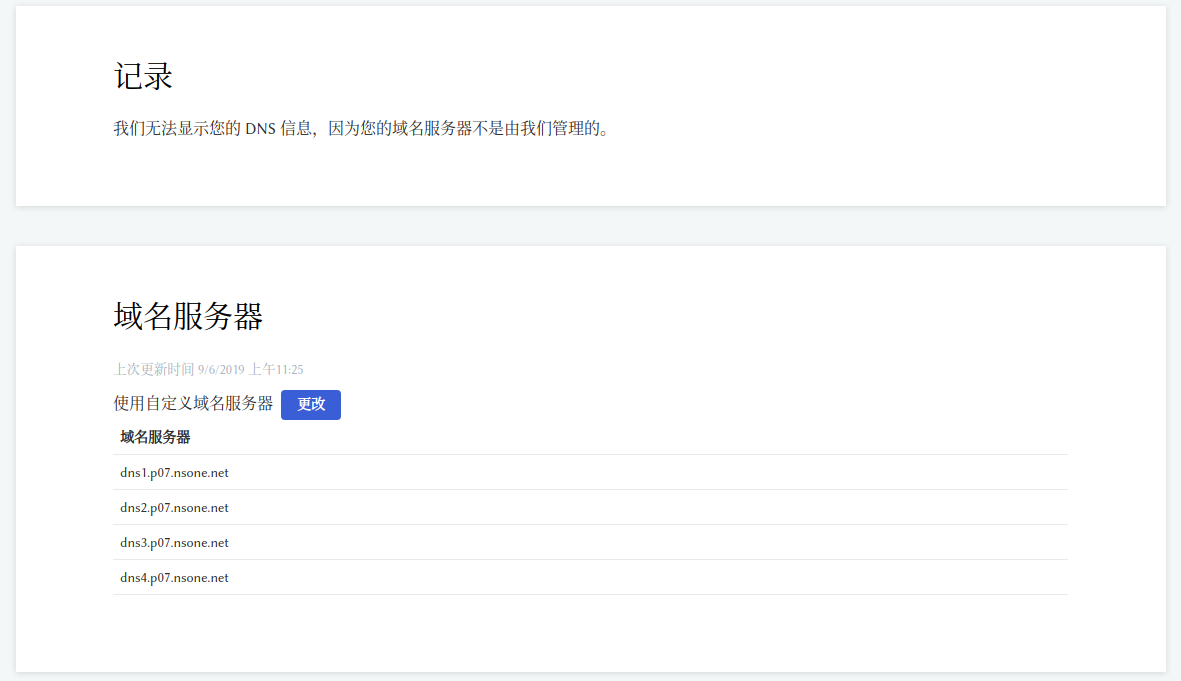 记录
我们无法显示您的 DNS 信息，因为您的域名服务器不是由我们管理的。
域名服务器
上次更新时间 9/6/2019 上午11:25
使用自定义域名服务器 更改
域名服务器
dns1.p07.nsone.net
dns2.p07.nsone.net
dns3.p07.nsone.net
dns4.p07.nsone.net